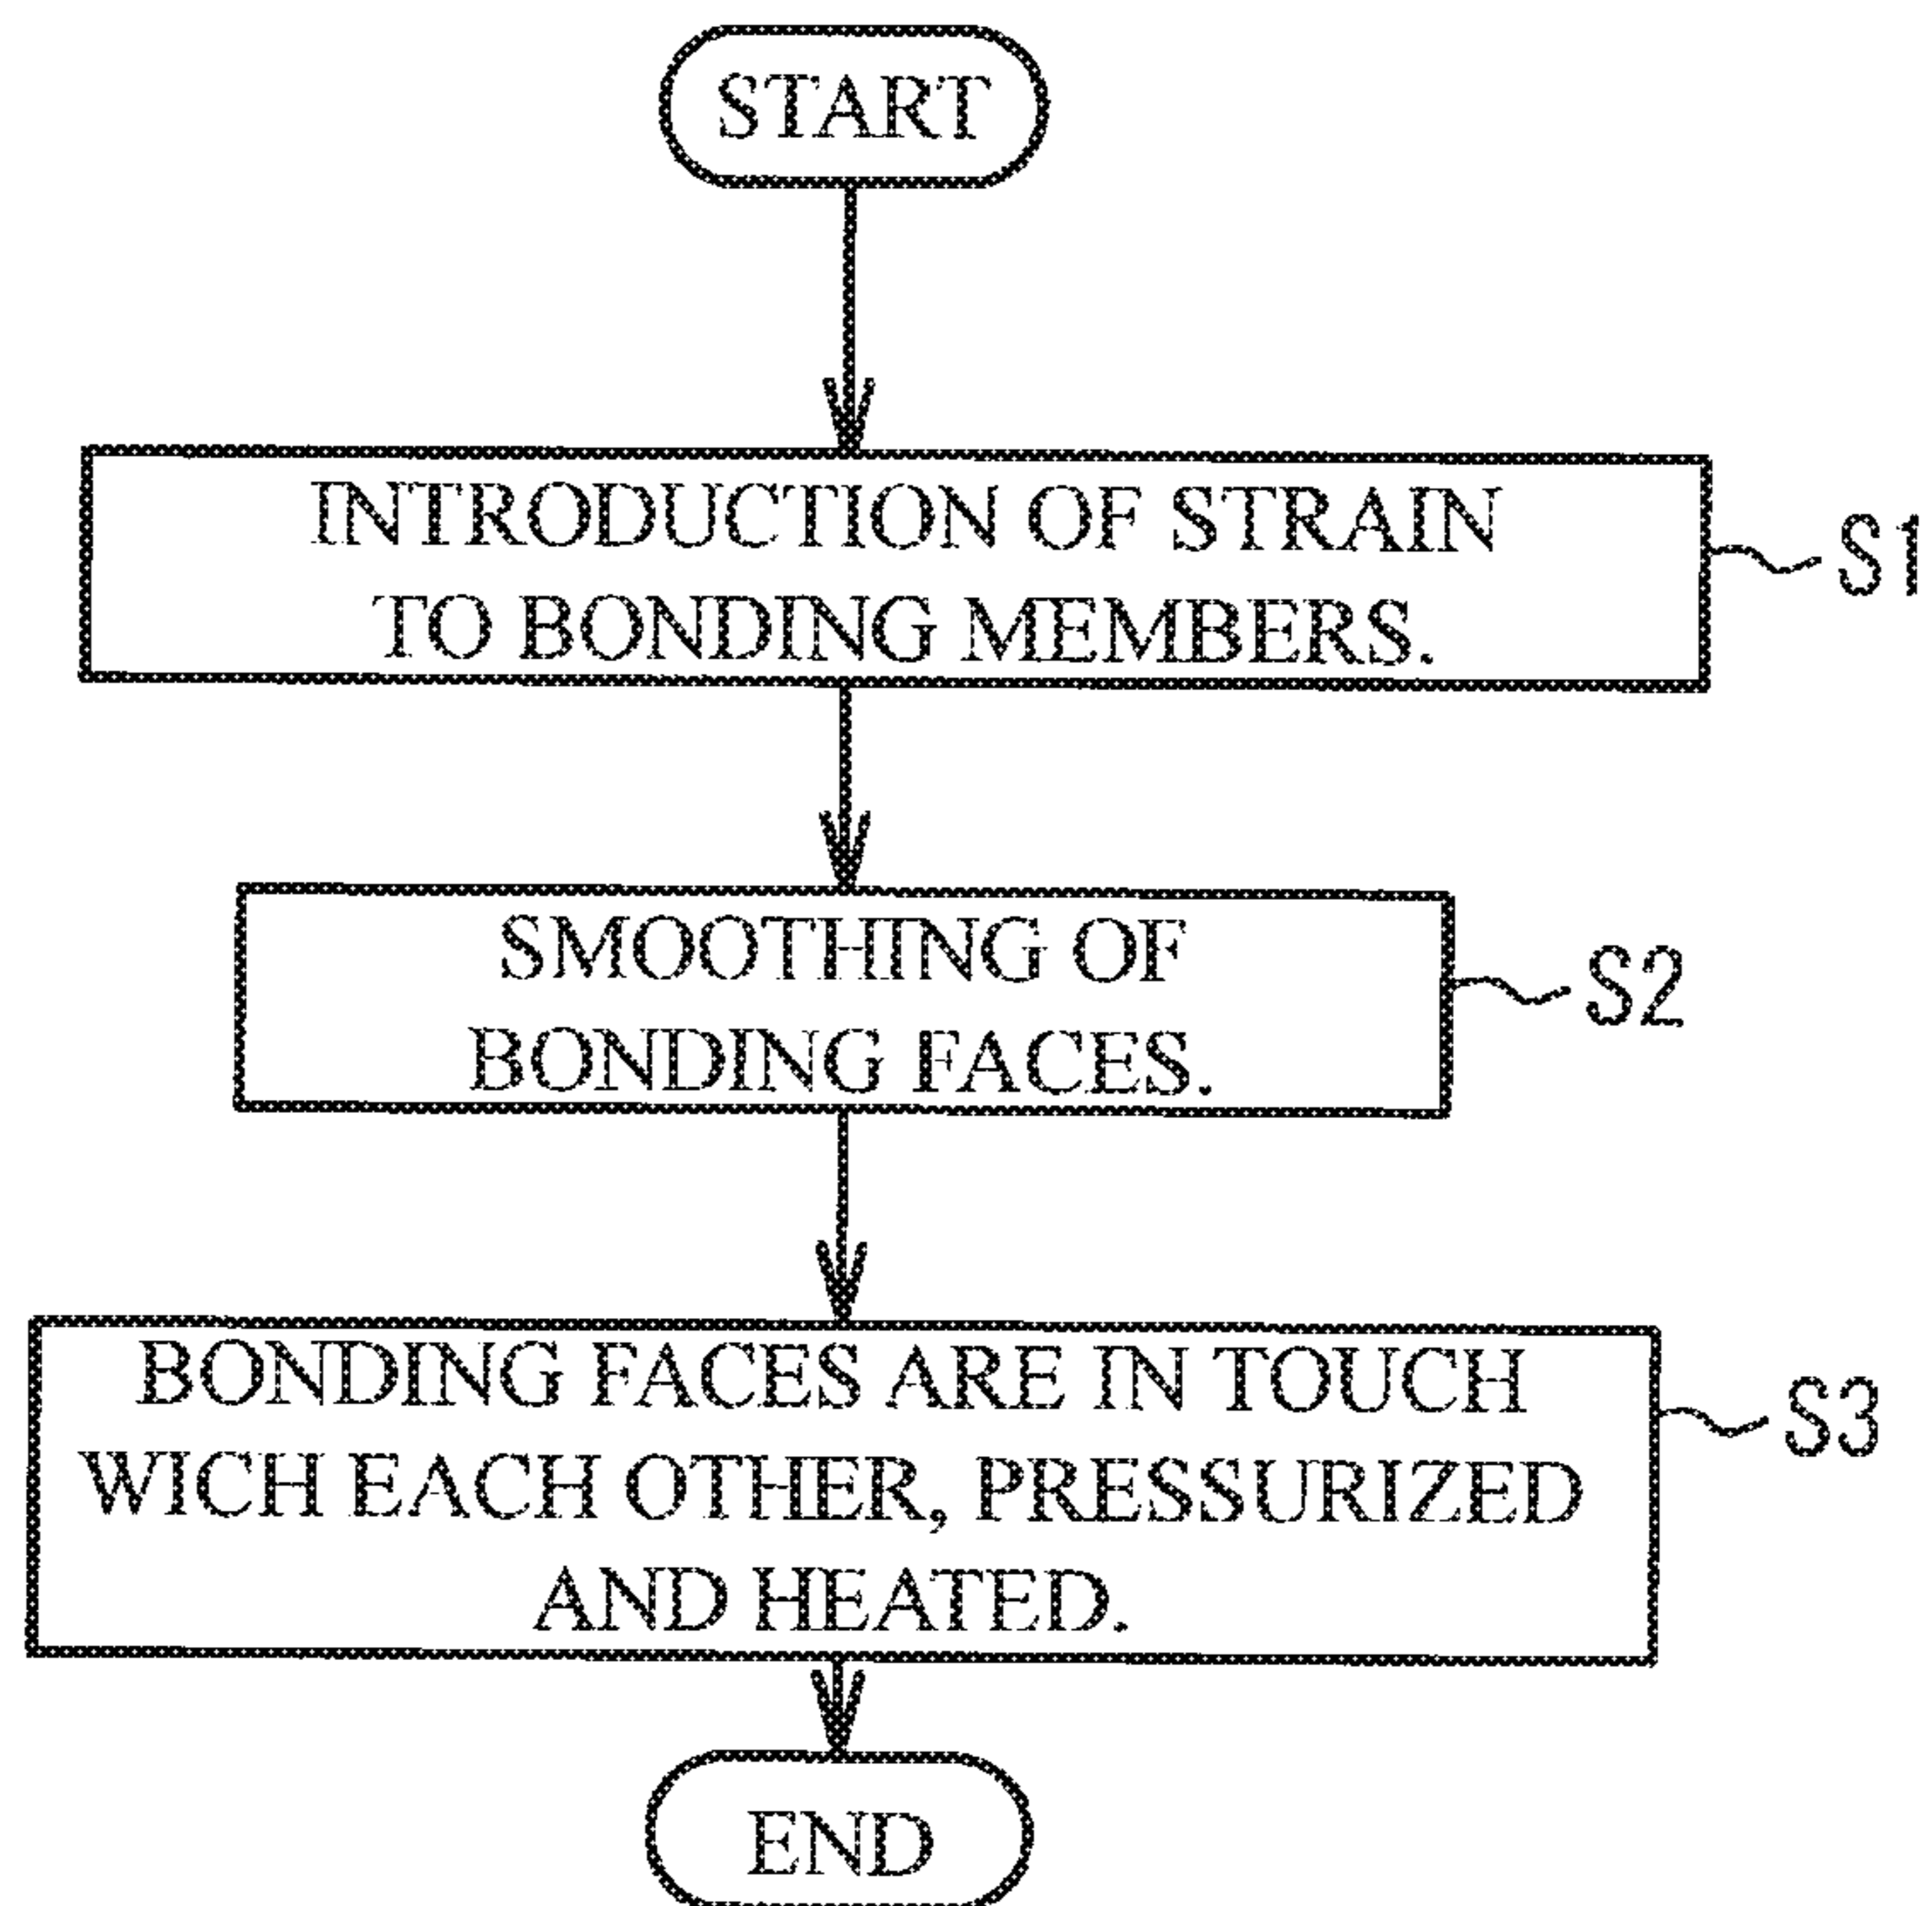 START
INTRODUCTION OF STRAIN
TO BONDING MEMBERS.
S1
SMOOTHING OF
BONDING FACES.
S2
BONDING FACES ARE IN TOUCH
WICH EACH OTHER, PRESSURIZED
AND HEATED.
S3
END